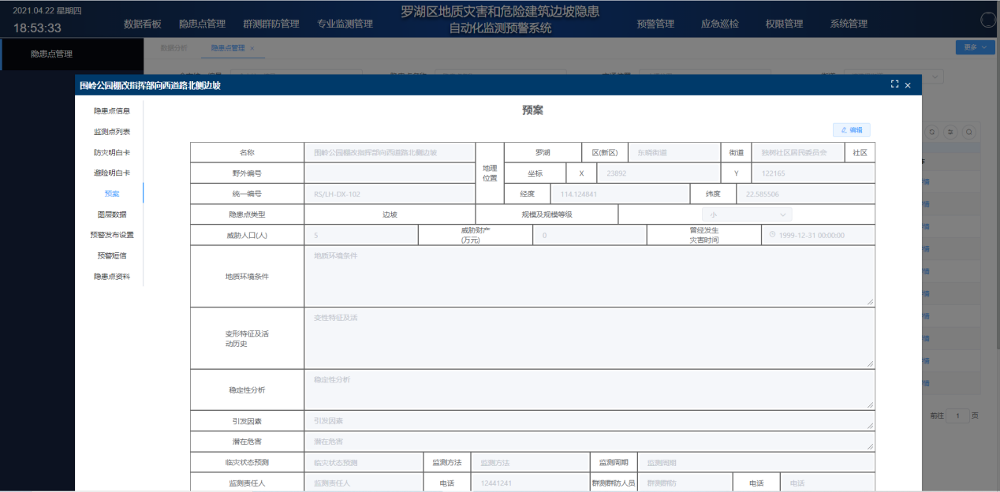 2021.04.22 星期四
18:53:33
数据看板 隐患点管理 群测群防管理 专业监测管理
罗湖区地质灾害和危险建筑边坡隐患
自动化监测预警系统
预警管理 应急巡检 权限管理 系统管理
隐患点管理
数据分析 隐患点管理 ×
更多
围岭公园棚改指挥部向西道路北侧边坡
隐患点信息
监测点列表
防灾明白卡
避险明白卡
预案
图层数据
预警发布设置
预警短信
隐患点资料
预案
编辑
名称 围岭公园棚改指挥部向西道路北侧边坡 地理位置 罗湖 区(新区) 东晓街道 街道 独树社区居民委员会 社区
野外编号 坐标 X 23892 Y 122165
统一编号 RS/LH-DX-102 经度 114.124841 纬度 22.585506
隐患点类型 边坡 规模及规模等级 小
威胁人口(人) 5 威胁财产(万元) 0 曾经发生灾害时间 1999-12-31 00:00:00
地质环境条件 地质环境条件
变形特征及活动历史 变性特征及活
稳定性分析 稳定性分析
引发因素 引发因素
潜在危害 潜在危害
临灾状态预测 临灾状态预测 监测方法 监测方法 监测周期 监测周期
监测责任人 监测责任人 电话 12441241 群测群防人员 群测群防 电话 电话
前往 1 页